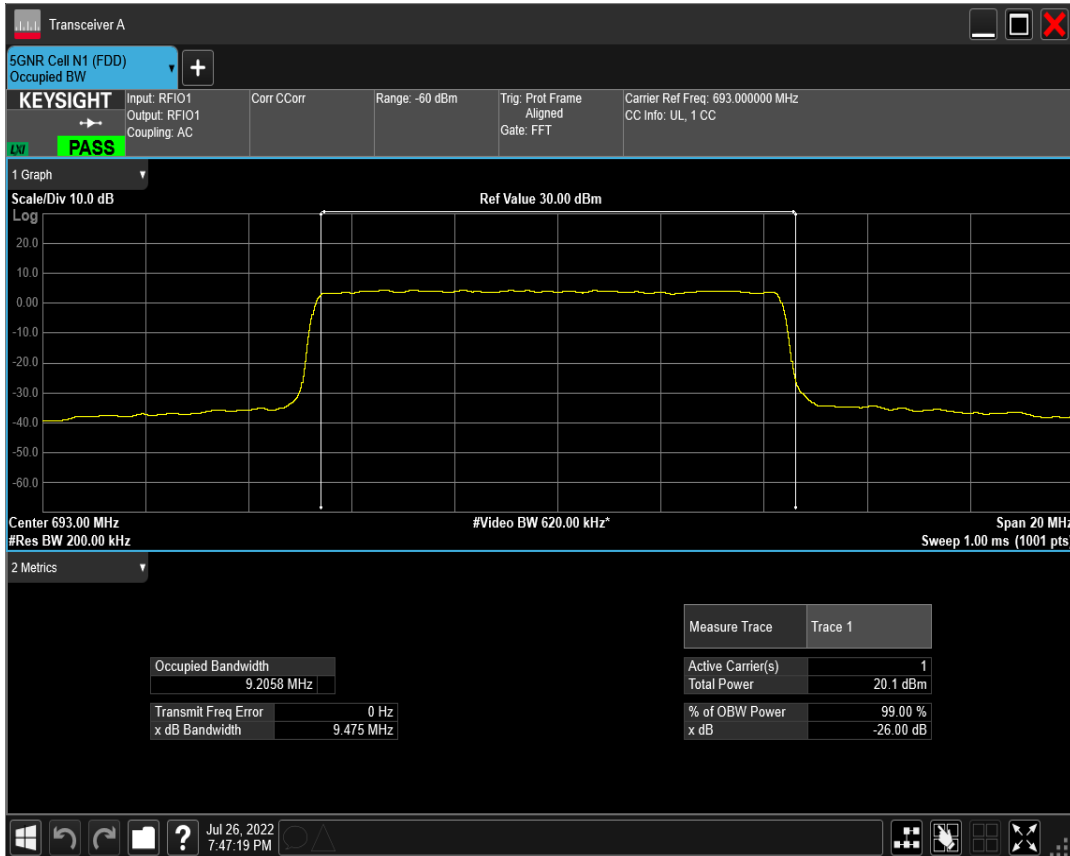 Transceiver A
5GNR Cell N1 (FDD)
Occupied BW
+
KEYSIGHT
LXI
PASS
Input: RFIO1
Output: RFIO1
Coupling: AC
Corr CCorr
Range: -60 dBm
Trig: Prot Frame
Aligned
Gate: FFT
Carrier Ref Freq: 693.000000 MHz
CC Info: UL, 1 CC
1 Graph
Scale/Div 10.0 dB
Ref Value 30.00 dBm
Log
20.0
10.0
0.00
-10.0
-20.0
-30.0
-40.0
-50.0
-60.0
Center 693.00 MHz
#Video BW 620.00 kHz*
Span 20 MHz
#Res BW 200.00 kHz
Sweep 1.00 ms (1001 pts)
2 Metrics
Measure Trace Trace 1
Occupied Bandwidth
9.2058 MHz
Active Carrier(s) 1
Total Power 20.1 dBm
Transmit Freq Error 0 Hz
x dB Bandwidth 9.475 MHz
% of OBW Power 99.00 %
x dB -26.00 dB
?
Jul 26, 2022
7:47:19 PM